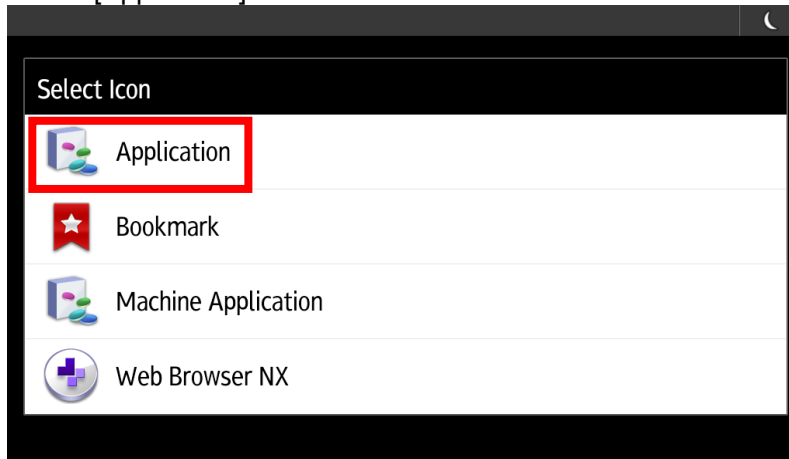 Select Icon
Application
Bookmark
Machine Application
Web Browser NX